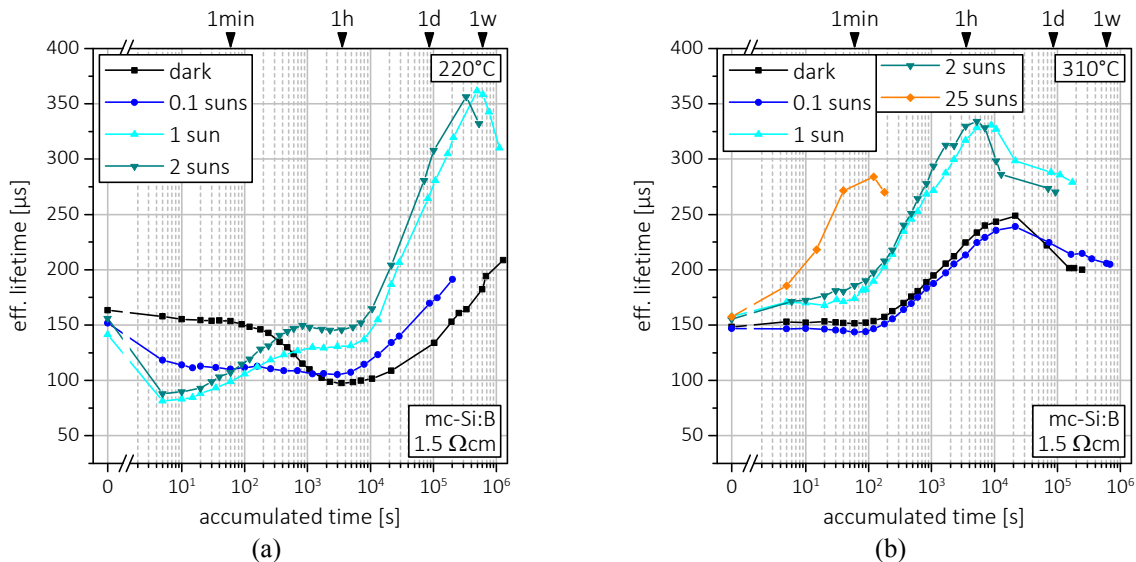 1min 1h 1d 1w
400
350
300
250
200
150
100
50
eff. lifetime [µs]
dark
0.1 suns
1 sun
2 suns
220°C
mc-Si:B
1.5 Ωcm
0 10¹ 10² 10³ 10⁴ 10⁵ 10⁶
accumulated time [s]
(a)
1min 1h 1d 1w
400
350
300
250
200
150
100
50
eff. lifetime [µs]
dark
0.1 suns
1 sun
2 suns
25 suns
310°C
mc-Si:B
1.5 Ωcm
0 10¹ 10² 10³ 10⁴ 10⁵ 10⁶
accumulated time [s]
(b)